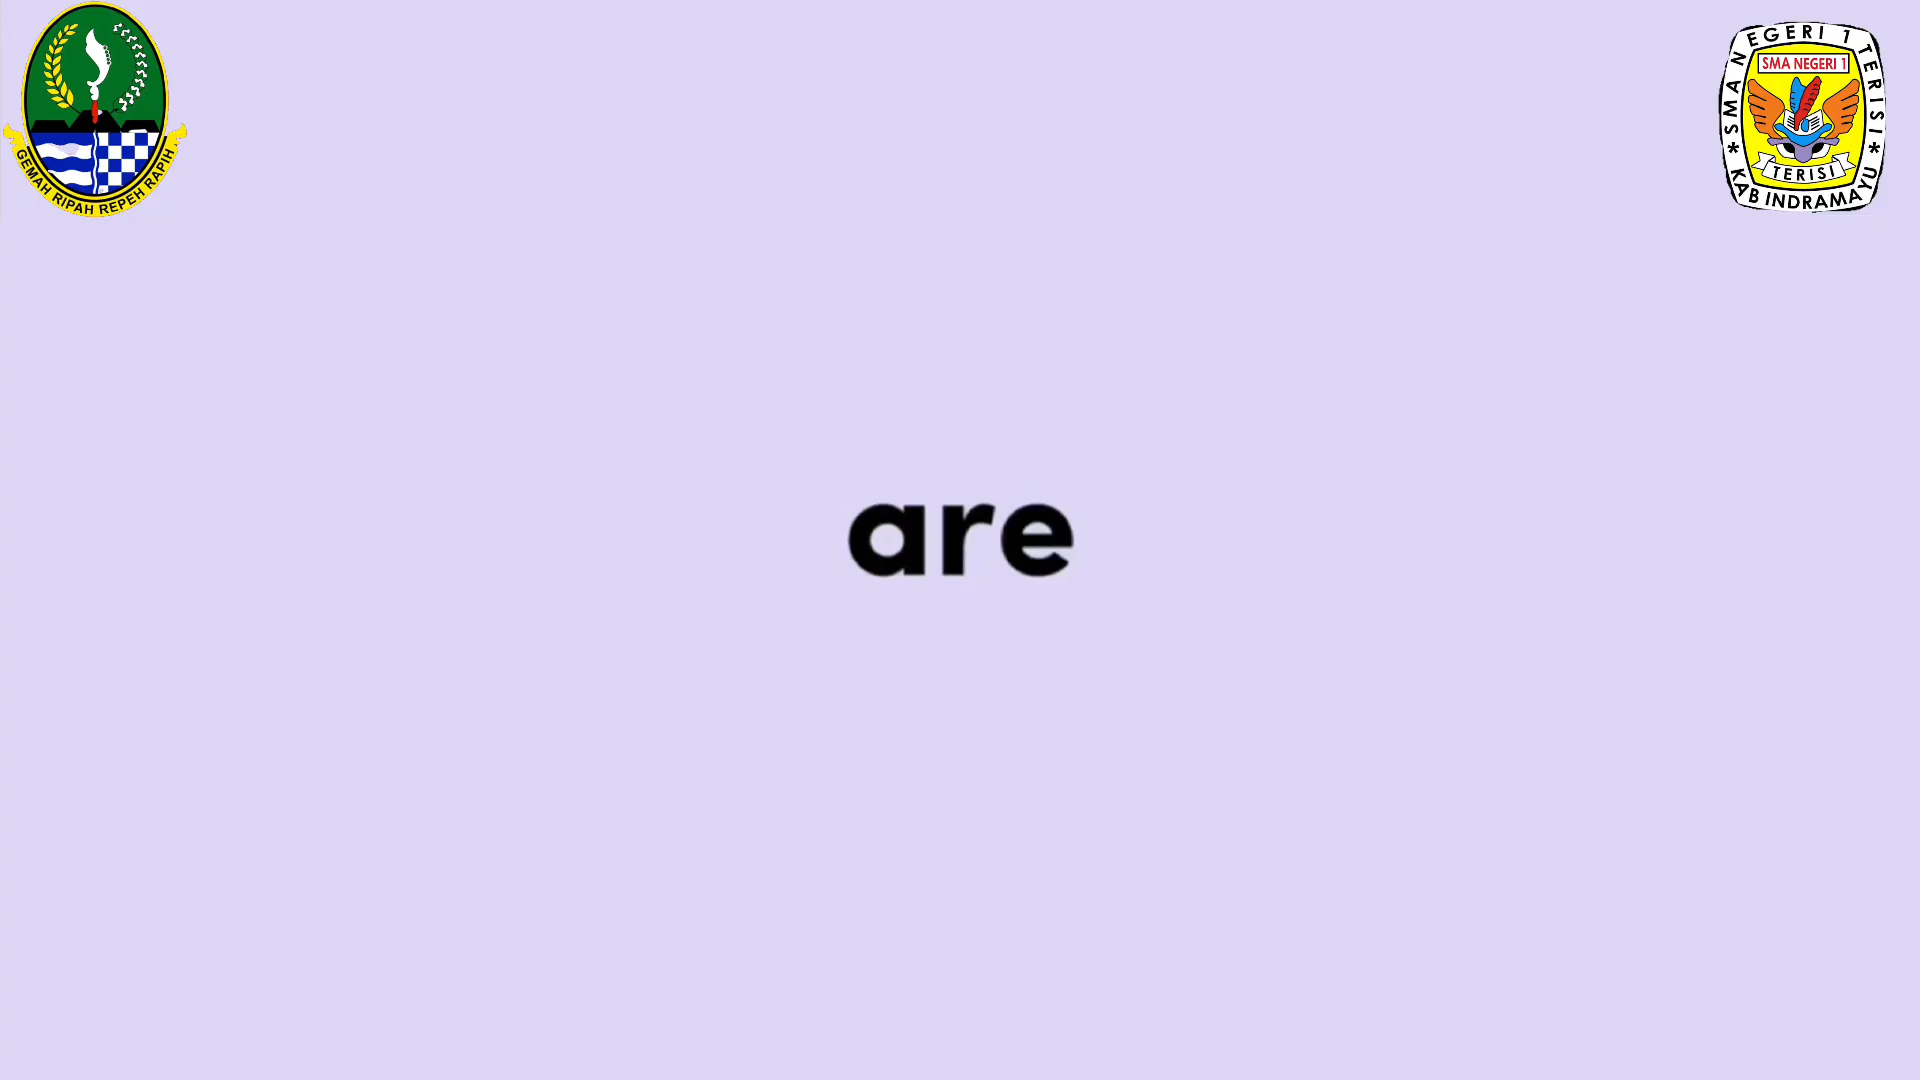 GEMAH RIPAH REPEH RAPIH
SMA NEGERI 1 TERISI
SMA NEGERI 1
TERISI
* KAB INDRAMAYU *
are